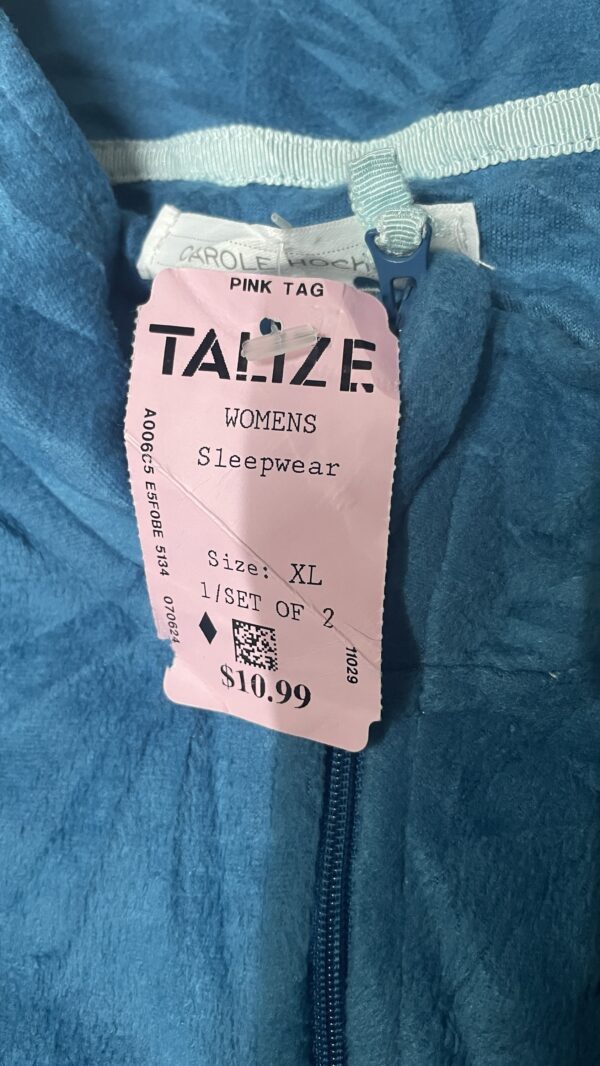 CAROLE HOCH
PINK TAG
TALIZE
WOMENS
Sleepwear
A006C5 E5F0BE 5134 070624
Size: XL
1/SET OF 2
11029
$10.99